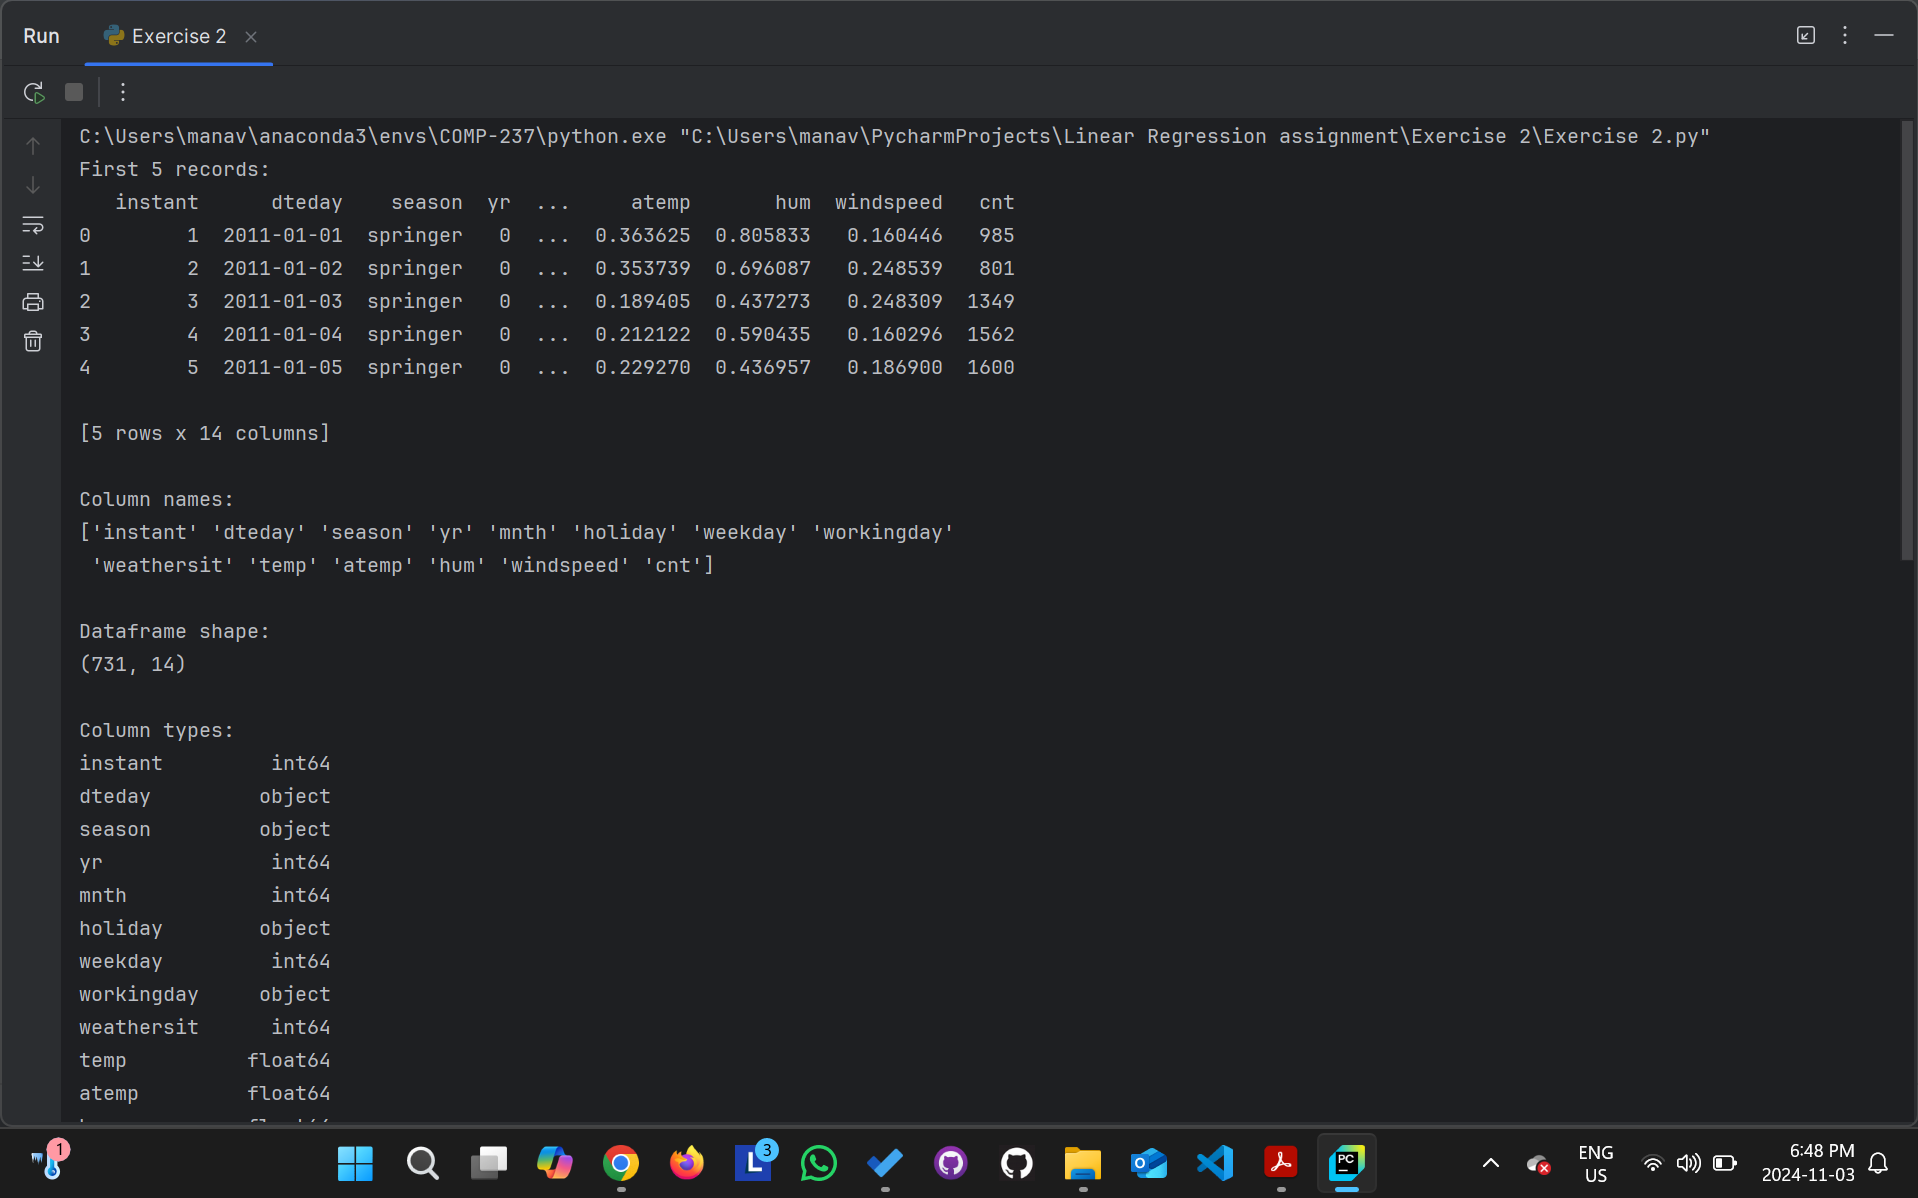 Run Exercise 2
C:\Users\manav\anaconda3\envs\COMP-237\python.exe "C:\Users\manav\PycharmProjects\Linear Regression assignment\Exercise 2\Exercise 2.py"
First 5 records:
   instant      dteday    season  yr  ...     atemp       hum  windspeed   cnt
0        1  2011-01-01  springer   0  ...  0.363625  0.805833   0.160446   985
1        2  2011-01-02  springer   0  ...  0.353739  0.696087   0.248539   801
2        3  2011-01-03  springer   0  ...  0.189405  0.437273   0.248309  1349
3        4  2011-01-04  springer   0  ...  0.212122  0.590435   0.160296  1562
4        5  2011-01-05  springer   0  ...  0.229270  0.436957   0.186900  1600
[5 rows x 14 columns]
Column names:
['instant' 'dteday' 'season' 'yr' 'mnth' 'holiday' 'weekday' 'workingday'
 'weathersit' 'temp' 'atemp' 'hum' 'windspeed' 'cnt']
Dataframe shape:
(731, 14)
Column types:
instant         int64
dteday         object
season         object
yr              int64
mnth            int64
holiday        object
weekday         int64
workingday     object
weathersit      int64
temp          float64
atemp         float64
1
L 3
O
PC
ENG
US
6:48 PM
2024-11-03